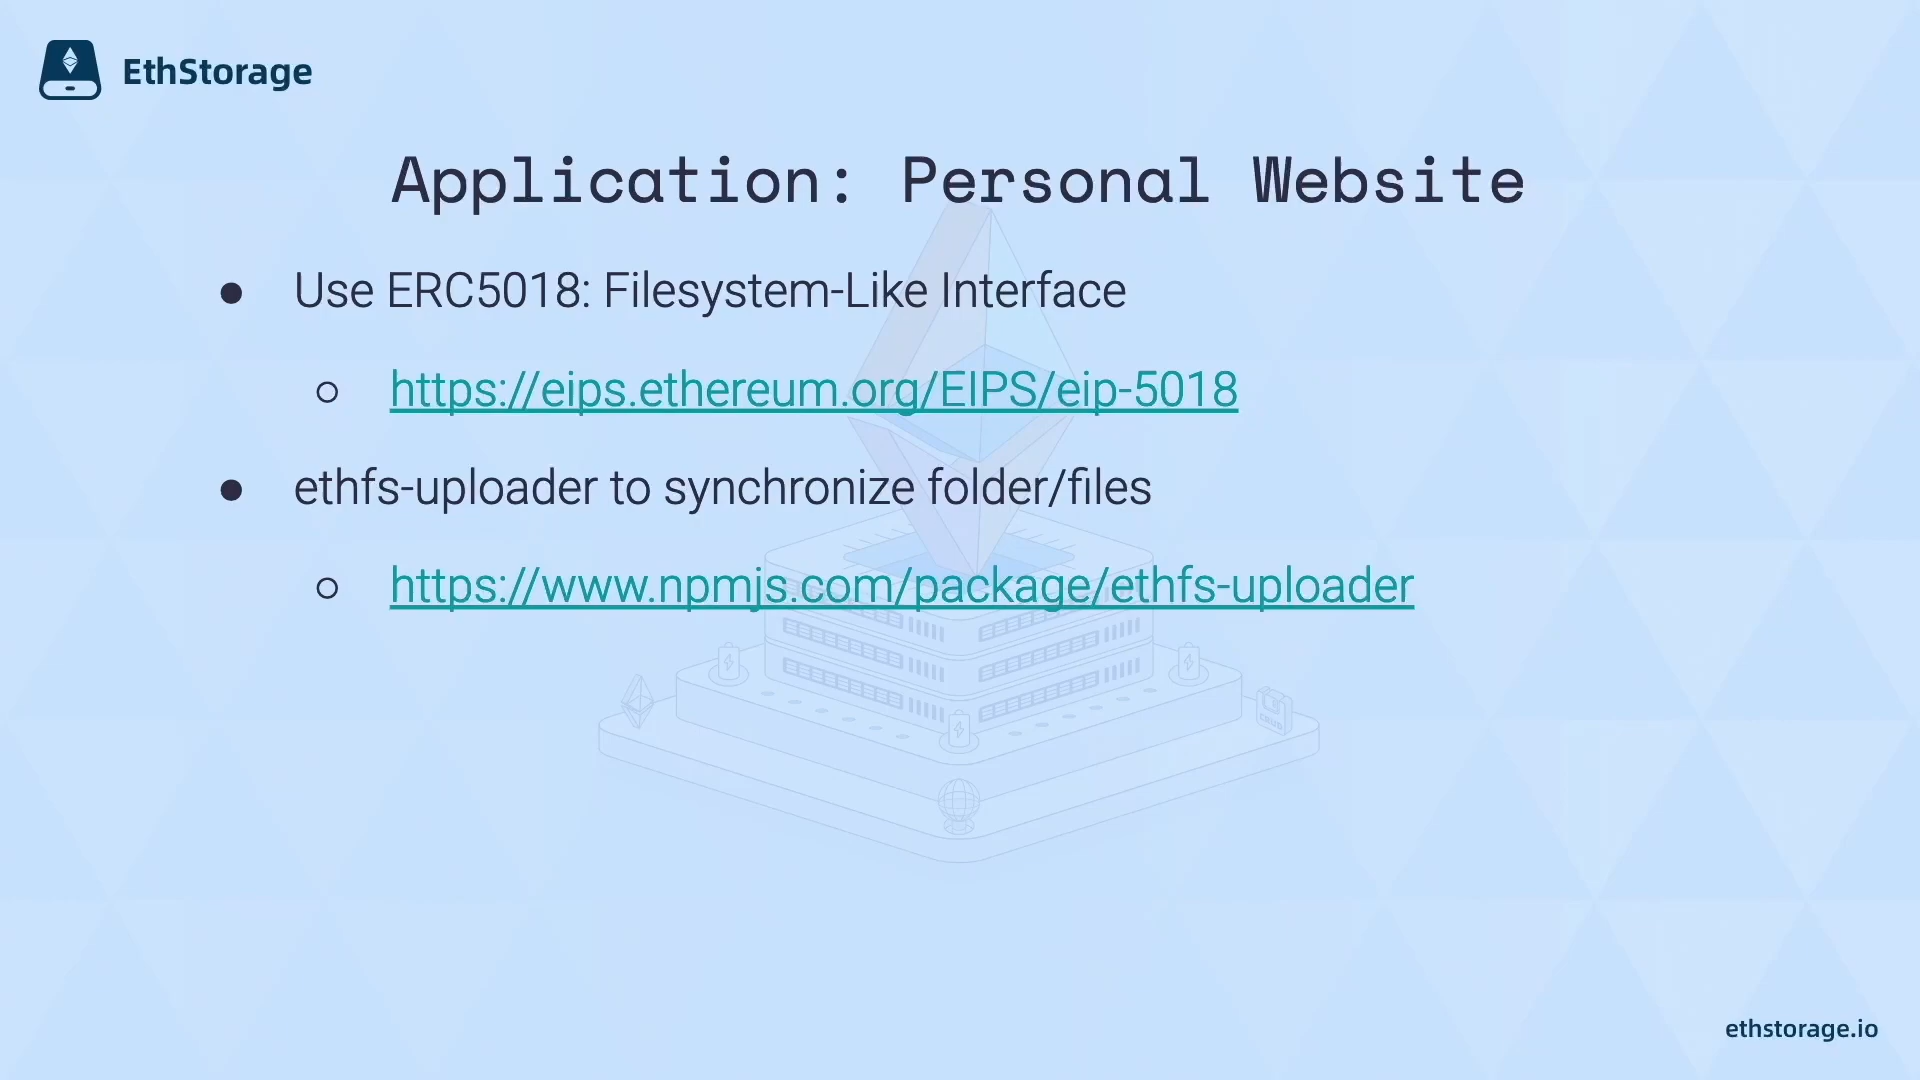 EthStorage
Application: Personal Website
● Use ERC5018: Filesystem-Like Interface
○ https://eips.ethereum.org/EIPS/eip-5018
● ethfs-uploader to synchronize folder/files
○ https://www.npmjs.com/package/ethfs-uploader
ethstorage.io